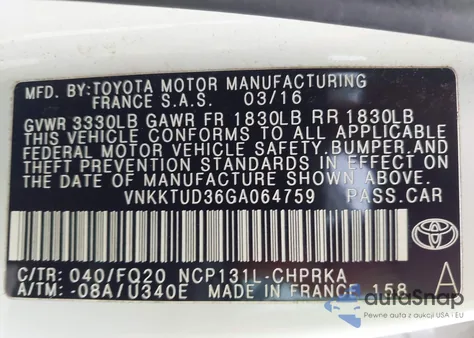 MFD. BY: TOYOTA MOTOR MANUFACTURING
FRANCE S.A.S. 03/16
GVWR 3330LB GAWR FR 1830LB RR 1830LB
THIS VEHICLE CONFORMS TO ALL APPLICABLE
FEDERAL MOTOR VEHICLE SAFETY, BUMPER, AND
THEFT PREVENTION STANDARDS IN EFFECT ON
THE DATE OF MANUFACTURE SHOWN ABOVE.
VNKKTUD36GA064759 PASS.CAR
C/TR: 040/FQ20 NCP131L-CHPRKA
A/TM: -08A/U340E MADE IN FRANCE 158 A
TOYOTA
autaSnap
Pewne auta z aukcji USA i EU